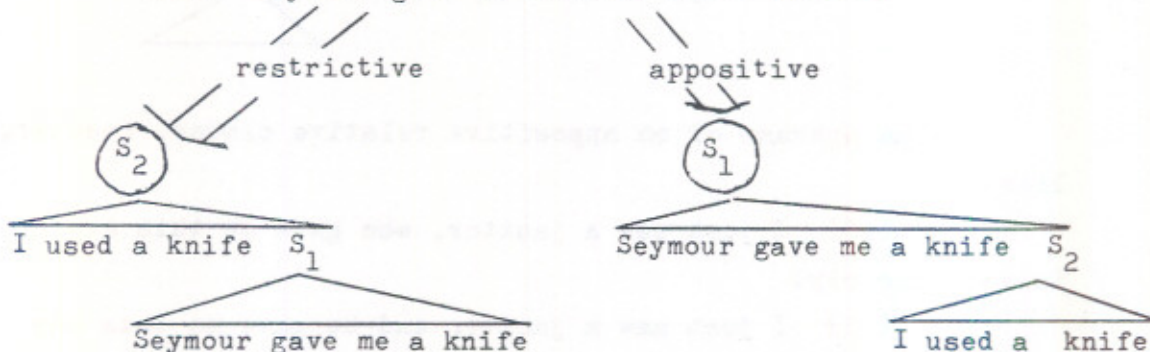 restrictive appositive
S2 S1
I used a knife S1 Seymour gave me a knife S2
Seymour gave me a knife I used a knife